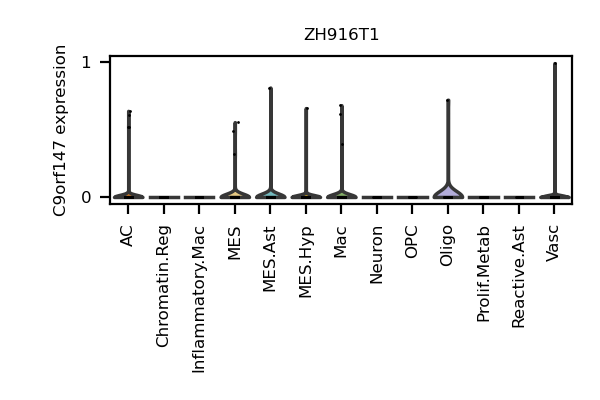 ZH916T1
C9orf147 expression
1
0
AC
Chromatin.Reg
Inflammatory.Mac
MES
MES.Ast
MES.Hyp
Mac
Neuron
OPC
Oligo
Prolif.Metab
Reactive.Ast
Vasc